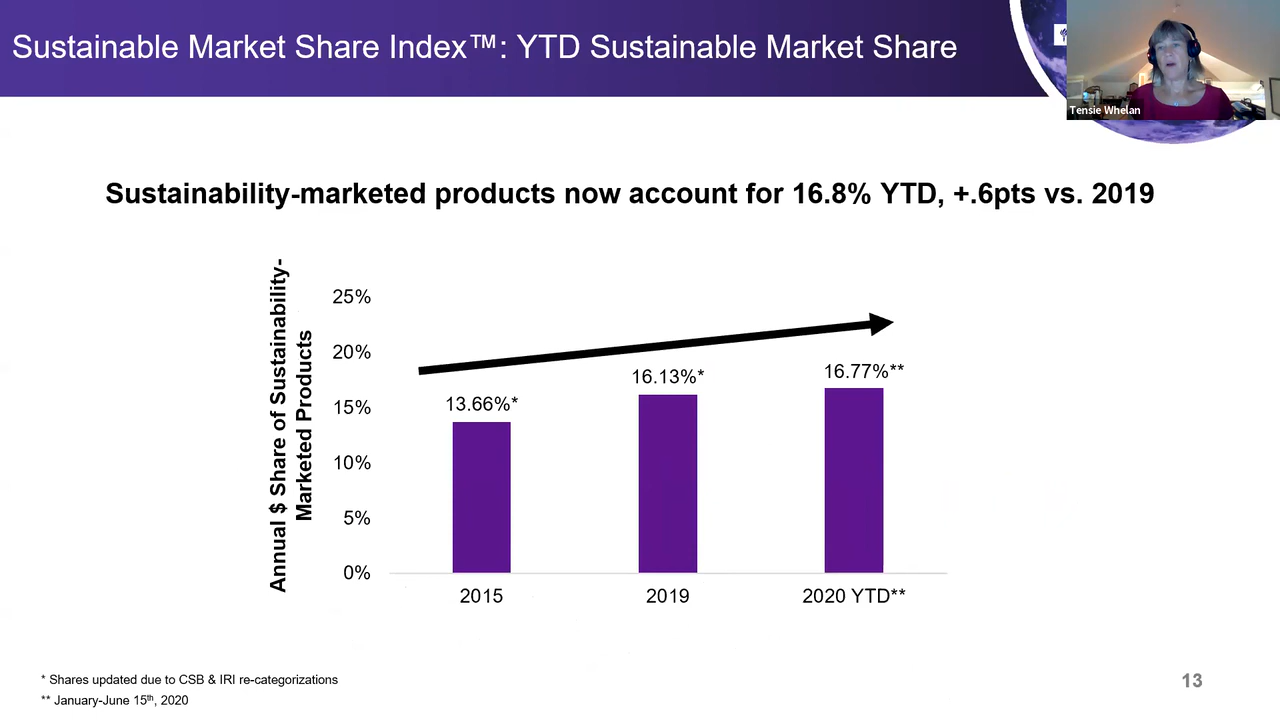 Sustainable Market Share Index™: YTD Sustainable Market Share
Tensie Whelan
Sustainability-marketed products now account for 16.8% YTD, +.6pts vs. 2019
Annual $ Share of Sustainability-
Marketed Products
25%
20%
15%
10%
5%
0%
13.66%*
16.13%*
16.77%**
2015
2019
2020 YTD**
* Shares updated due to CSB & IRI re-categorizations
** January-June 15th, 2020
13